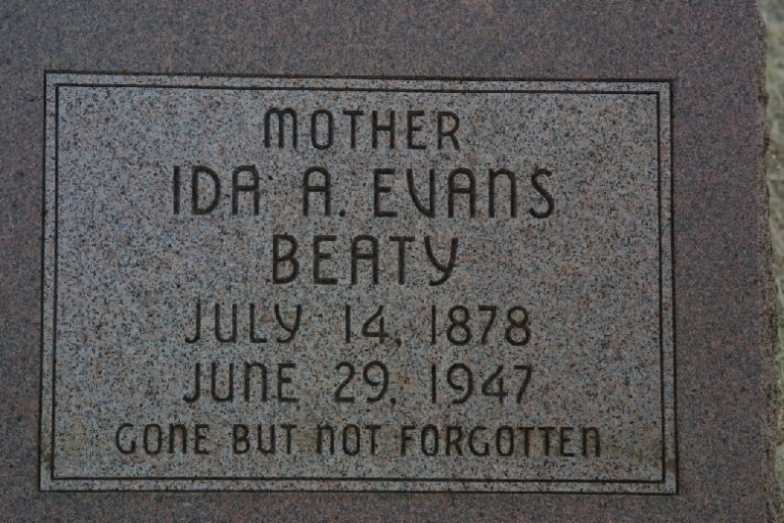 MOTHER
IDA A. EVANS
BEATY
JULY 14, 1878
JUNE 29, 1947
GONE BUT NOT FORGOTTEN